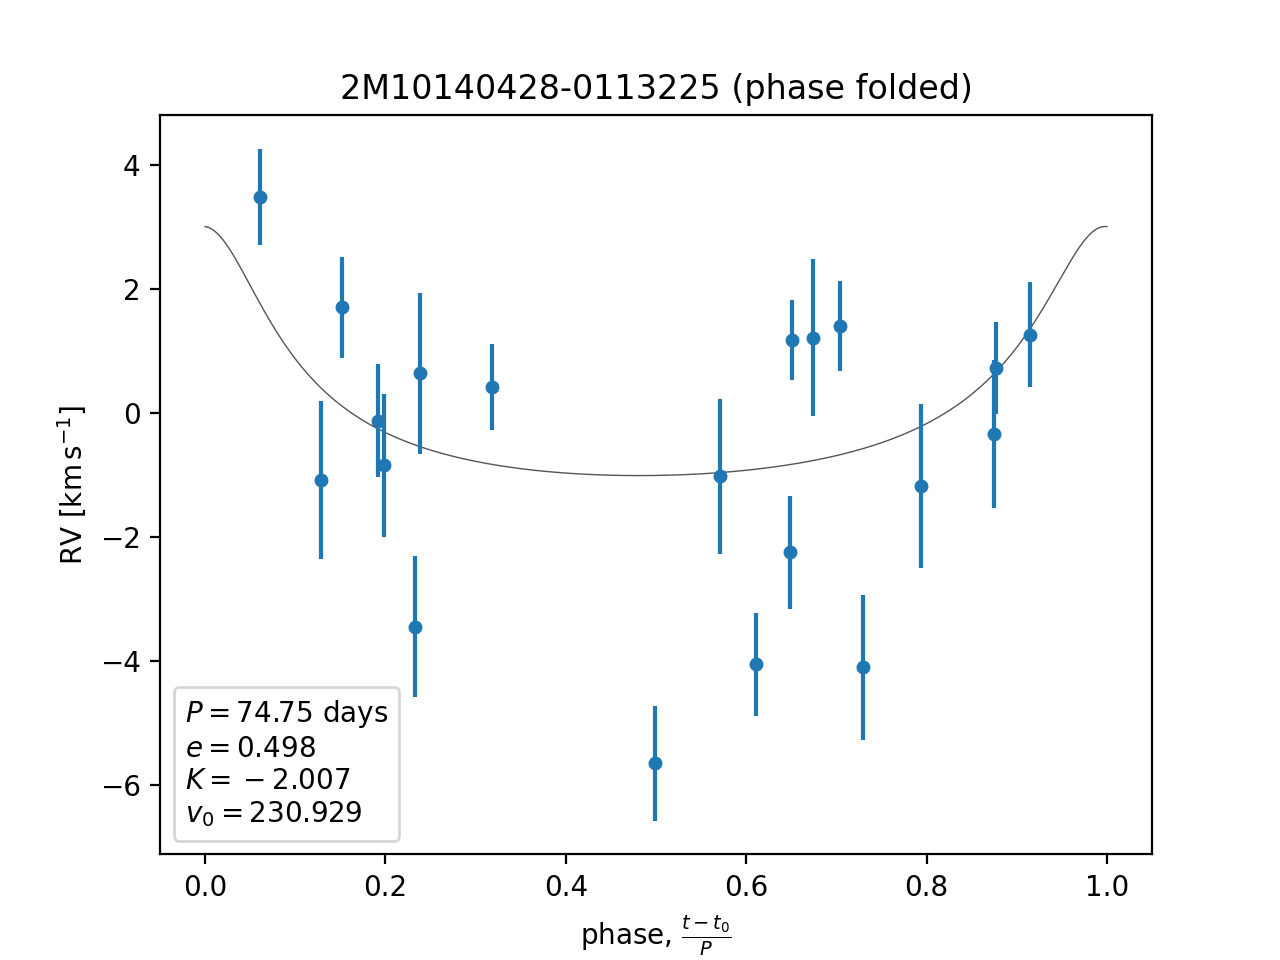 2M10140428-0113225 (phase folded)
4
2
0
−2
−4
−6
RV [km s⁻¹]
P = 74.75 days
e = 0.498
K = −2.007
v₀ = 230.929
0.0 0.2 0.4 0.6 0.8 1.0
phase, (t − t₀)/P